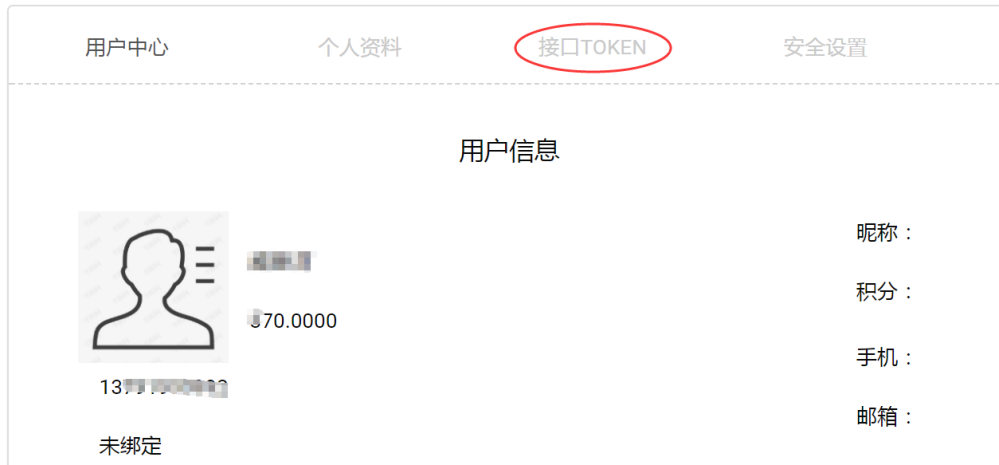 用户中心 个人资料 接口TOKEN 安全设置
用户信息
昵称：
积分：
70.0000
手机：
邮箱：
未绑定